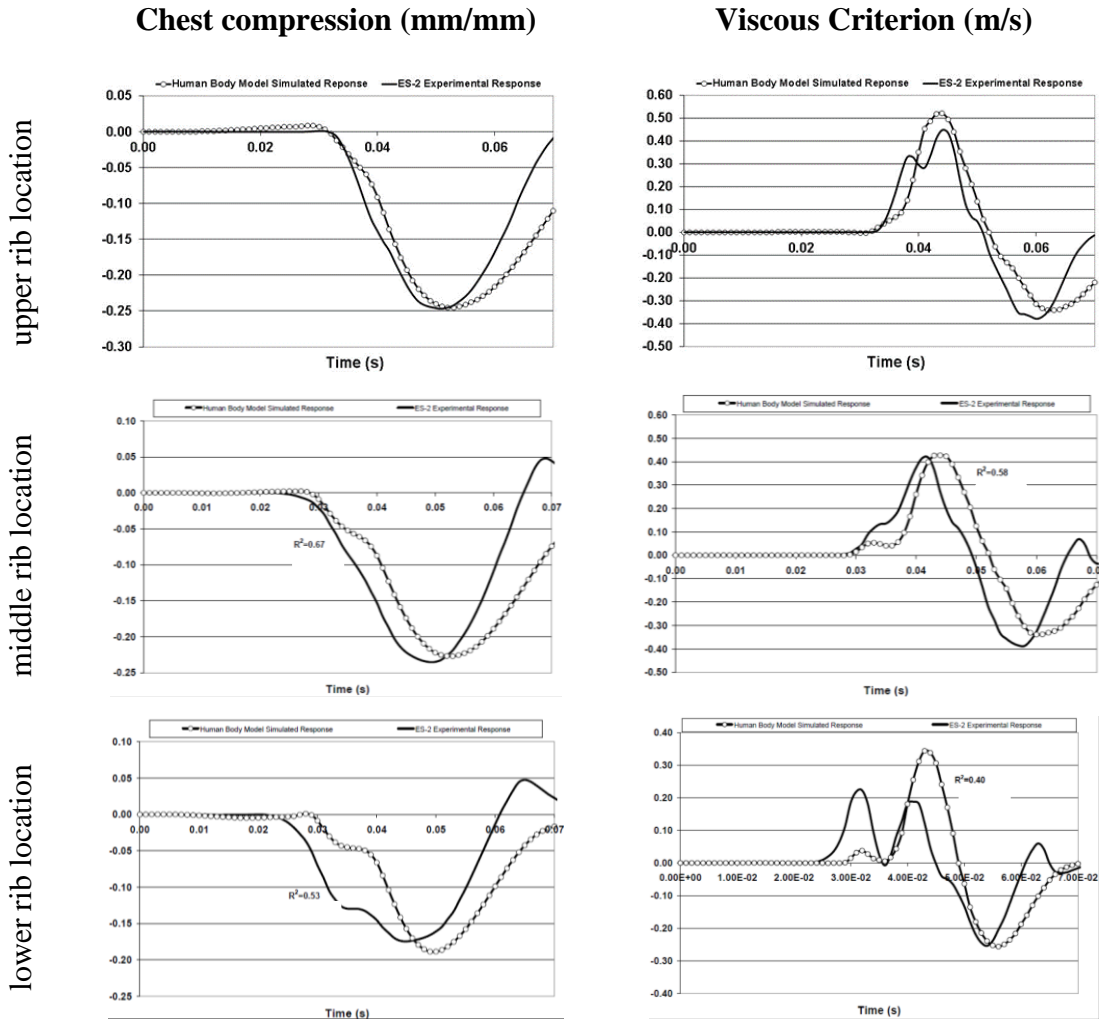 Chest compression (mm/mm)
Viscous Criterion (m/s)
upper rib location
Human Body Model Simulated Reponse
ES-2 Experimental Response
0.05
0.00
-0.05
-0.10
-0.15
-0.20
-0.25
-0.30
0.00 0.02 0.04 0.06
Time (s)
Human Body Model Simulated Reponse
ES-2 Experimental Response
0.60
0.50
0.40
0.30
0.20
0.10
0.00
-0.10
-0.20
-0.30
-0.40
-0.50
0.00 0.02 0.04 0.06
Time (s)
middle rib location
Human Body Model Simulated Response
ES-2 Experimental Response
0.10
0.05
0.00
-0.05
-0.10
-0.15
-0.20
-0.25
0.00 0.01 0.02 0.03 0.04 0.05 0.06 0.07
R²=0.67
Time (s)
Human Body Model Simulated Response
ES-2 Experimental Response
0.60
0.50
0.40
0.30
0.20
0.10
0.00
-0.10
-0.20
-0.30
-0.40
-0.50
0.00 0.01 0.02 0.03 0.04 0.05 0.06
R²=0.58
Time (s)
lower rib location
Human Body Model Simulated Response
ES-2 Experimental Response
0.10
0.05
0.00
-0.05
-0.10
-0.15
-0.20
-0.25
0.00 0.01 0.02 0.03 0.04 0.05 0.06 0.07
R²=0.53
Time (s)
Human Body Model Simulated Response
ES-2 Experimental Response
0.40
0.30
0.20
0.10
0.00
-0.10
-0.20
-0.30
-0.40
0.00E+00 1.00E-02 2.00E-02 3.00E-02 4.00E-02 5.00E-02 6.00E-02 7.00E-02
R²=0.40
Time (s)